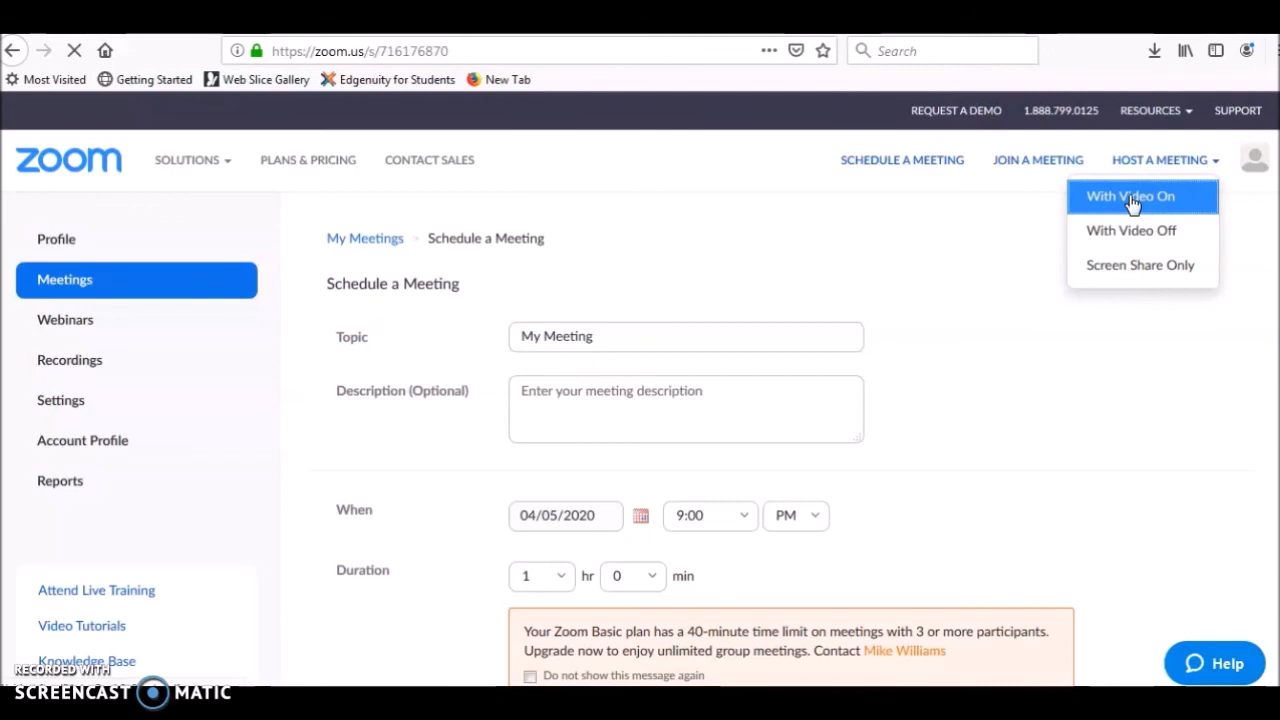 https://zoom.us/s/716176870
Search
Most Visited Getting Started Web Slice Gallery Edgenuity for Students New Tab
REQUEST A DEMO 1.888.799.0125 RESOURCES SUPPORT
zoom SOLUTIONS PLANS & PRICING CONTACT SALES SCHEDULE A MEETING JOIN A MEETING HOST A MEETING
With Video On
With Video Off
Screen Share Only
Profile
Meetings
Webinars
Recordings
Settings
Account Profile
Reports
Attend Live Training
Video Tutorials
Knowledge Base
My Meetings > Schedule a Meeting
Schedule a Meeting
Topic My Meeting
Description (Optional) Enter your meeting description
When 04/05/2020 9:00 PM
Duration 1 hr 0 min
Your Zoom Basic plan has a 40-minute time limit on meetings with 3 or more participants.
Upgrade now to enjoy unlimited group meetings. Contact Mike Williams
Do not show this message again
Help
RECORDED WITH
SCREENCAST MATIC